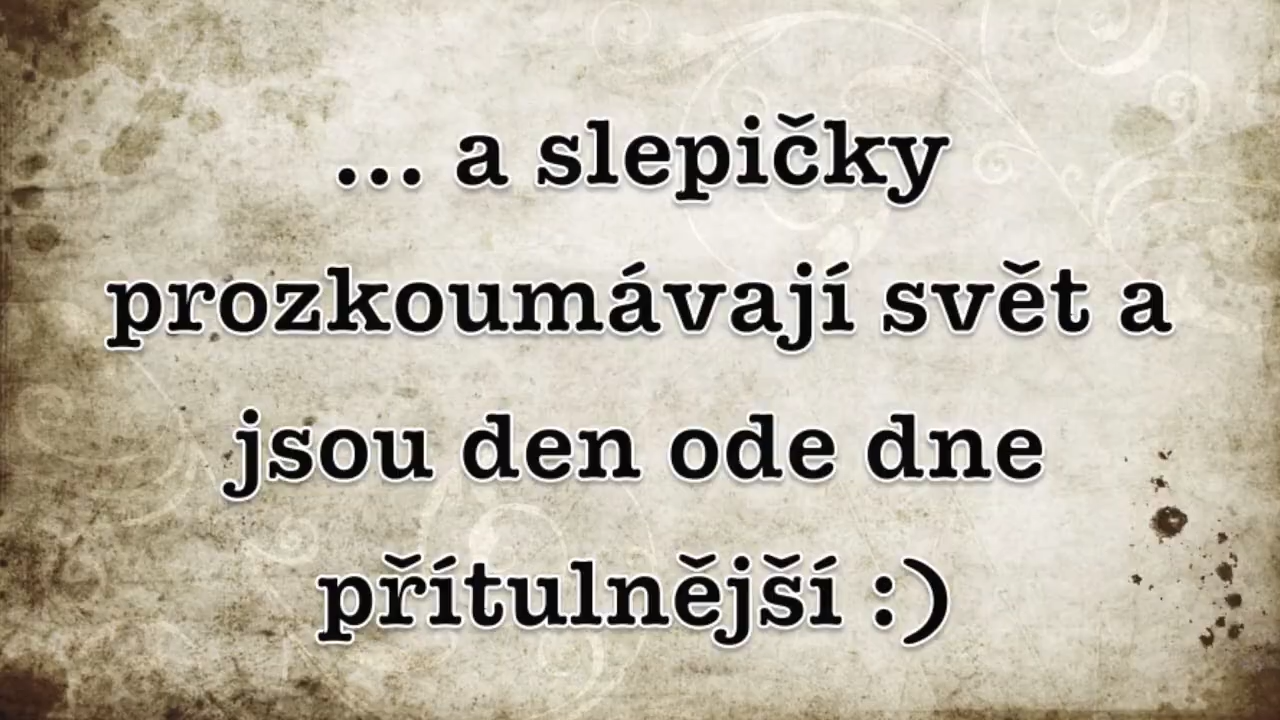 ... a slepičky
prozkoumávají svět a
jsou den ode dne
přítulnější :)